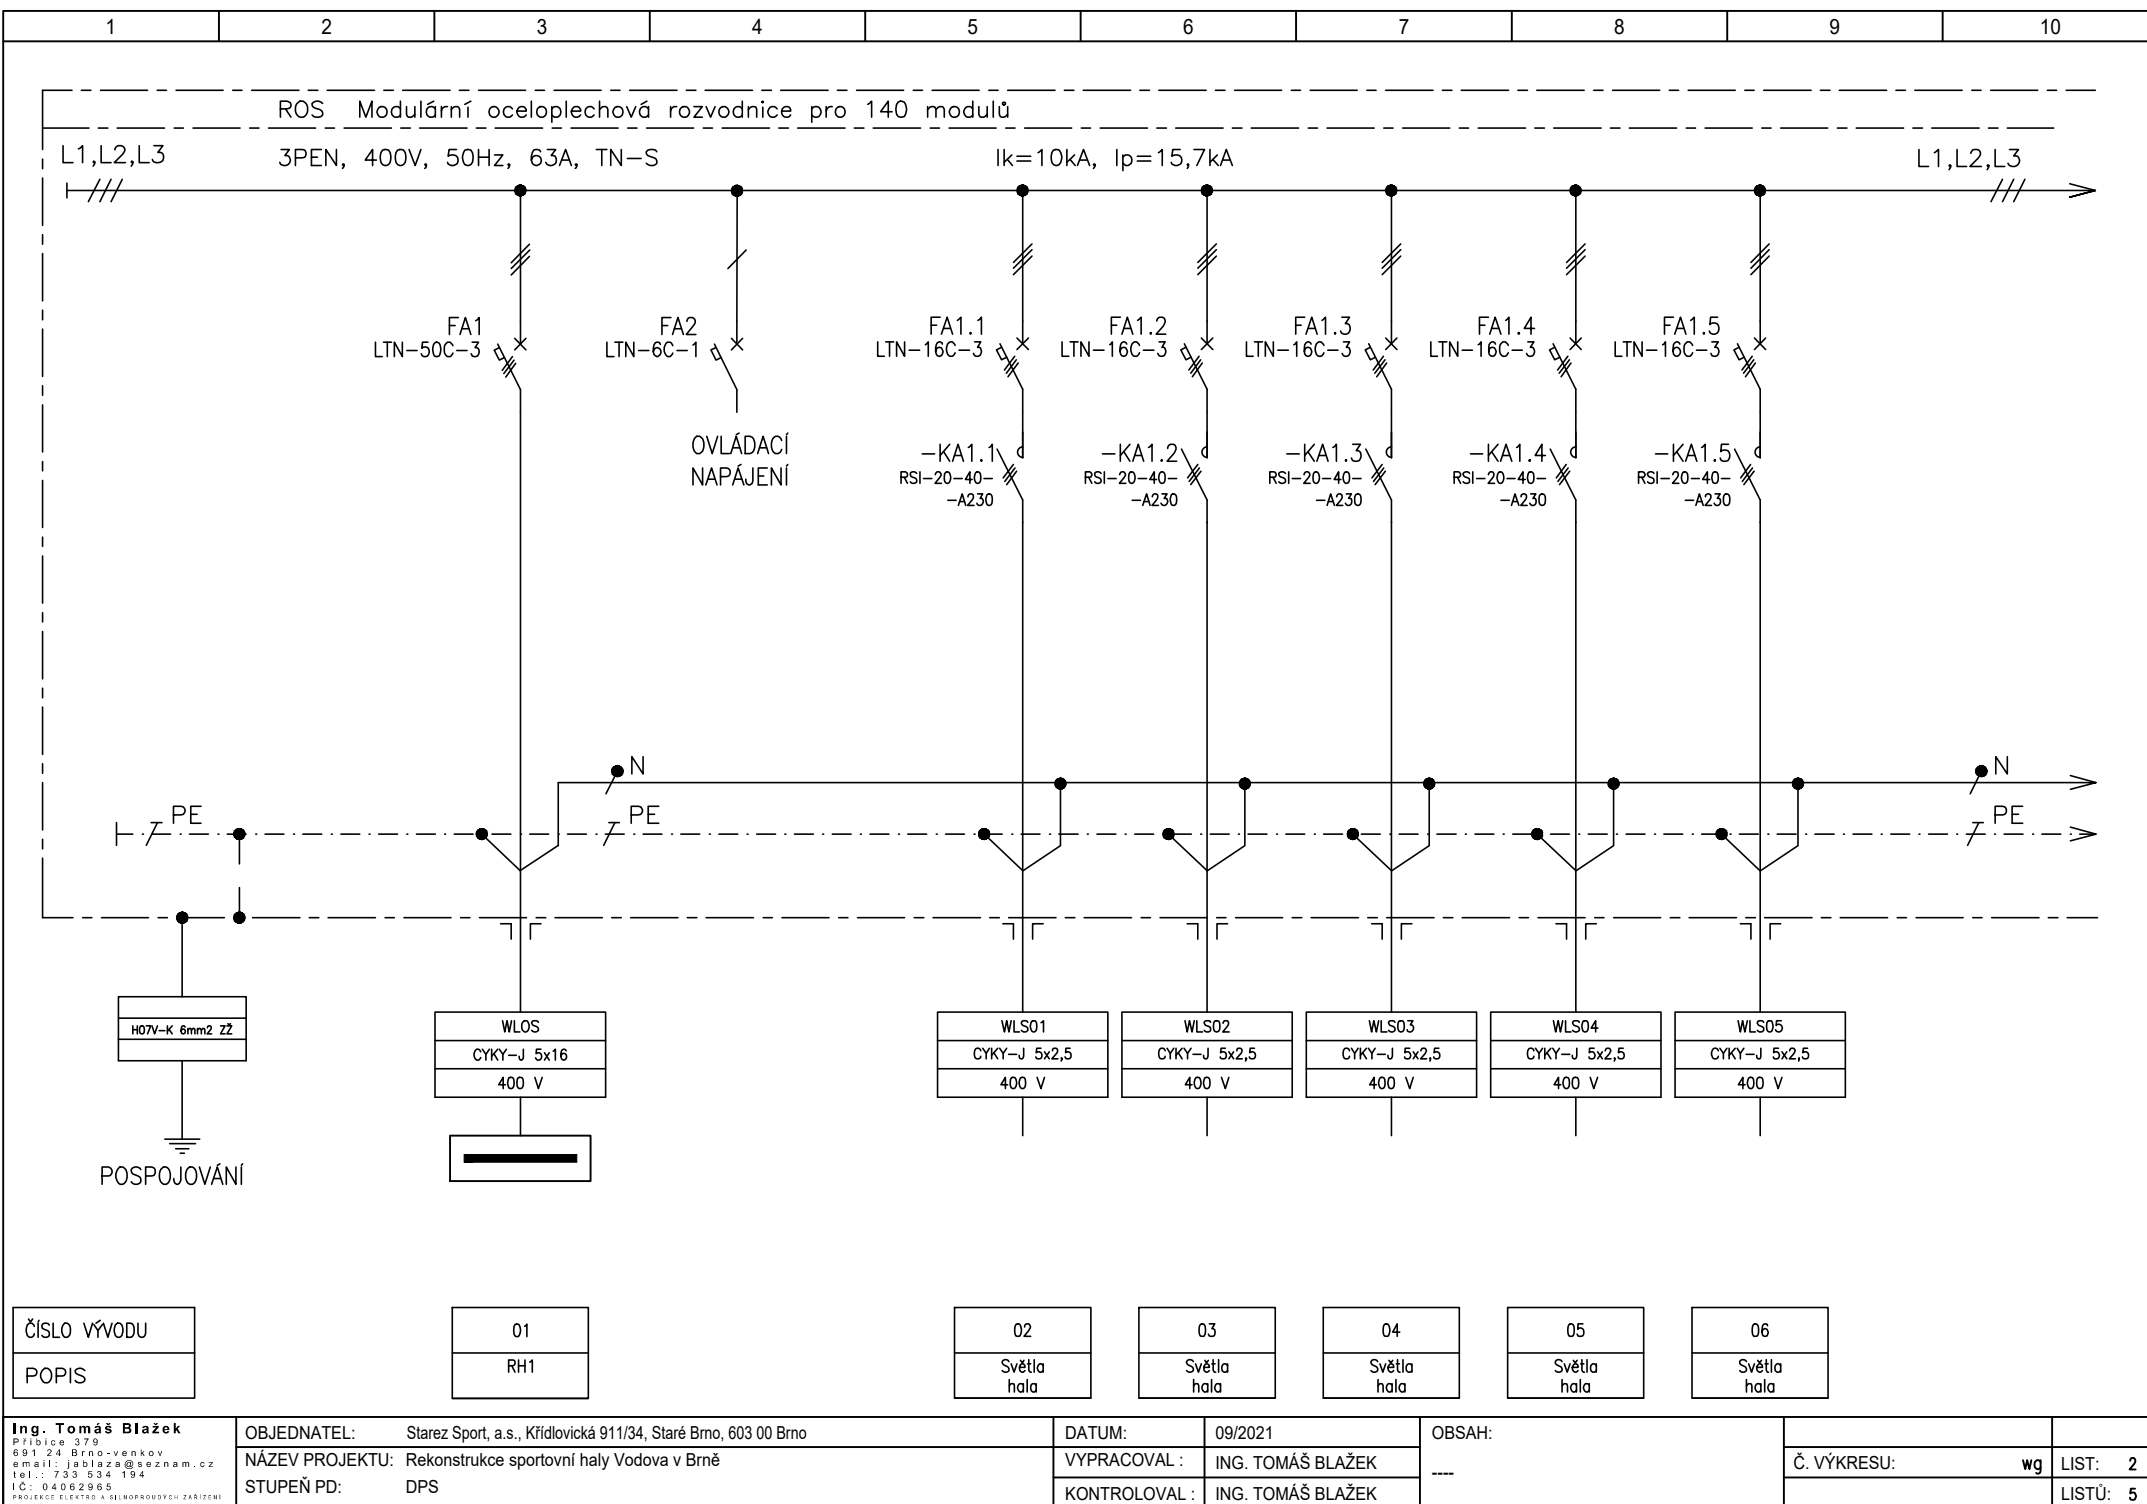 1 2 3 4 5 6 7 8 9 10
ROS Modulární oceloplechová rozvodnice pro 140 modulů
L1,L2,L3 3PEN, 400V, 50Hz, 63A, TN-S Ik=10kA, Ip=15,7kA L1,L2,L3
FA1 FA2 FA1.1 FA1.2 FA1.3 FA1.4 FA1.5
LTN-50C-3 LTN-6C-1 LTN-16C-3 LTN-16C-3 LTN-16C-3 LTN-16C-3 LTN-16C-3
OVLÁDACÍ
NAPÁJENÍ
-KA1.1 -KA1.2 -KA1.3 -KA1.4 -KA1.5
RSI-20-40- RSI-20-40- RSI-20-40- RSI-20-40- RSI-20-40-
-A230 -A230 -A230 -A230 -A230
N N
PE PE PE
H07V-K 6mm2 ZŽ
WLOS WLS01 WLS02 WLS03 WLS04 WLS05
CYKY-J 5x16 CYKY-J 5x2,5 CYKY-J 5x2,5 CYKY-J 5x2,5 CYKY-J 5x2,5 CYKY-J 5x2,5
400 V 400 V 400 V 400 V 400 V 400 V
POSPOJOVÁNÍ
ČÍSLO VÝVODU 01 02 03 04 05 06
POPIS RH1 Světla Světla Světla Světla Světla
hala hala hala hala hala
Ing. Tomáš Blažek
Přibice 379
691 24 Brno-venkov
email: jablaza@seznam.cz
tel.: 733 534 194
IČ: 04062965
PROJEKCE ELEKTRO A SILNOPROUDÝCH ZAŘÍZENÍ
OBJEDNATEL: Starez Sport, a.s., Křídlovická 911/34, Staré Brno, 603 00 Brno
NÁZEV PROJEKTU: Rekonstrukce sportovní haly Vodova v Brně
STUPEŇ PD: DPS
DATUM: 09/2021
VYPRACOVAL : ING. TOMÁŠ BLAŽEK
KONTROLOVAL : ING. TOMÁŠ BLAŽEK
OBSAH:
----
Č. VÝKRESU: wg
LIST: 2
LISTŮ: 5